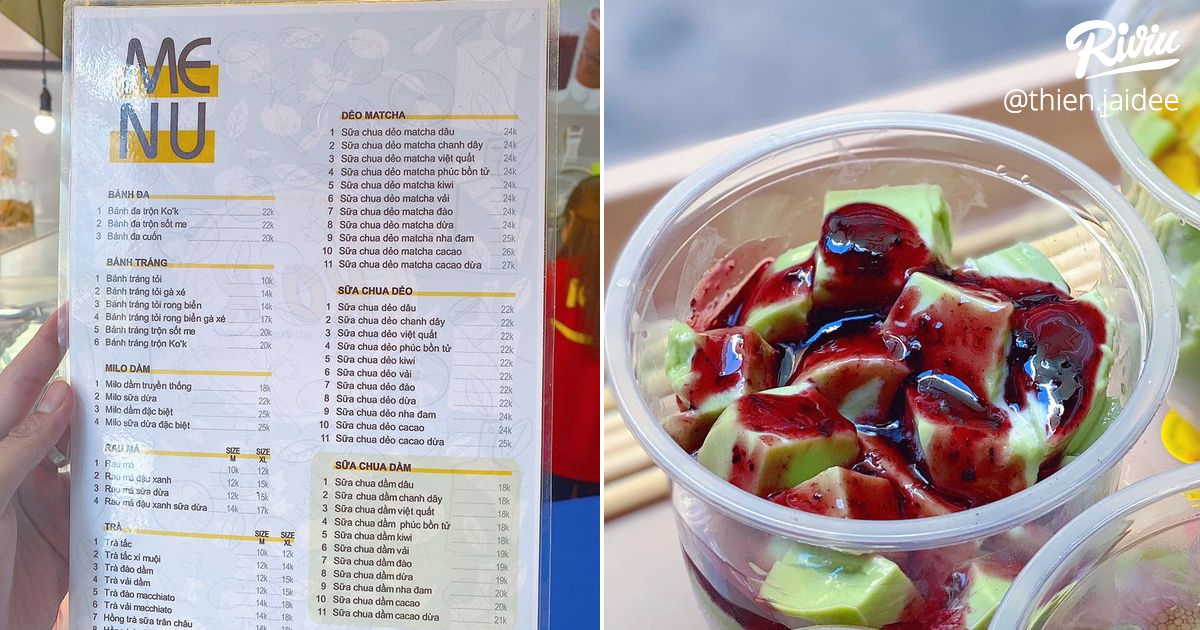 ME
NU
BÁNH ĐA
1 Bánh đa trộn Ko'k 22k
2 Bánh đa trộn sốt me 22k
3 Bánh đa cuốn 20k
BÁNH TRÁNG
1 Bánh tráng tỏi 10k
2 Bánh tráng tỏi gà xé 14k
3 Bánh tráng tỏi rong biển 14k
4 Bánh tráng tỏi rong biển gà xé 17k
5 Bánh tráng trộn sốt me 20k
6 Bánh tráng trộn Ko'k 20k
MILO DẦM
1 Milo dầm truyền thống 18k
2 Milo sữa dừa 22k
3 Milo dầm đặc biệt 25k
4 Milo sữa dừa đặc biệt 25k
RAU MÁ SIZE M SIZE XL
1 Rau má 10k 12k
2 Rau má đậu xanh 12k 15k
3 Rau má sữa dừa 12k 15k
4 Rau má đậu xanh sữa dừa 14k 17k
TRÀ SIZE M SIZE XL
1 Trà tắc 10k 12k
2 Trà tắc xí muội 12k 14k
3 Trà đào dầm 12k 15k
4 Trà vải dầm 12k 15k
5 Trà đào macchiato 14k 18k
6 Trà vải macchiato 14k 18k
7 Hồng trà sữa trân châu 14k 18k
DẺO MATCHA
1 Sữa chua dẻo matcha dâu 24k
2 Sữa chua dẻo matcha chanh dây 24k
3 Sữa chua dẻo matcha việt quất 24k
4 Sữa chua dẻo matcha phúc bồn tử 24k
5 Sữa chua dẻo matcha kiwi 24k
6 Sữa chua dẻo matcha vải 24k
7 Sữa chua dẻo matcha đào 24k
8 Sữa chua dẻo matcha dừa 24k
9 Sữa chua dẻo matcha nha đam 25k
10 Sữa chua dẻo matcha cacao 26k
11 Sữa chua dẻo matcha cacao dừa 27k
SỮA CHUA DẺO
1 Sữa chua dẻo dâu 22k
2 Sữa chua dẻo chanh dây 22k
3 Sữa chua dẻo việt quất 22k
4 Sữa chua dẻo phúc bồn tử 22k
5 Sữa chua dẻo kiwi 22k
6 Sữa chua dẻo vải 22k
7 Sữa chua dẻo đào 22k
8 Sữa chua dẻo dừa 22k
9 Sữa chua dẻo nha đam 24k
10 Sữa chua dẻo cacao 24k
11 Sữa chua dẻo cacao dừa 25k
SỮA CHUA DẦM
1 Sữa chua dầm dâu 18k
2 Sữa chua dầm chanh dây 18k
3 Sữa chua dầm việt quất 18k
4 Sữa chua dầm phúc bồn tử 18k
5 Sữa chua dầm kiwi 18k
6 Sữa chua dầm vải 19k
7 Sữa chua dầm đào 19k
8 Sữa chua dầm dừa 19k
9 Sữa chua dầm nha đam 20k
10 Sữa chua dầm cacao 20k
11 Sữa chua dầm cacao dừa 21k
Riviu
@thien.jaidee